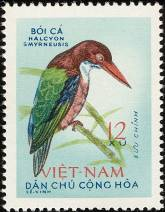 BÓI CÁ
HALCYON
SMYRNEUSIS
12
XU
BƯU CHÍNH
VIỆT-NAM
DÂN CHỦ CỘNG HÒA